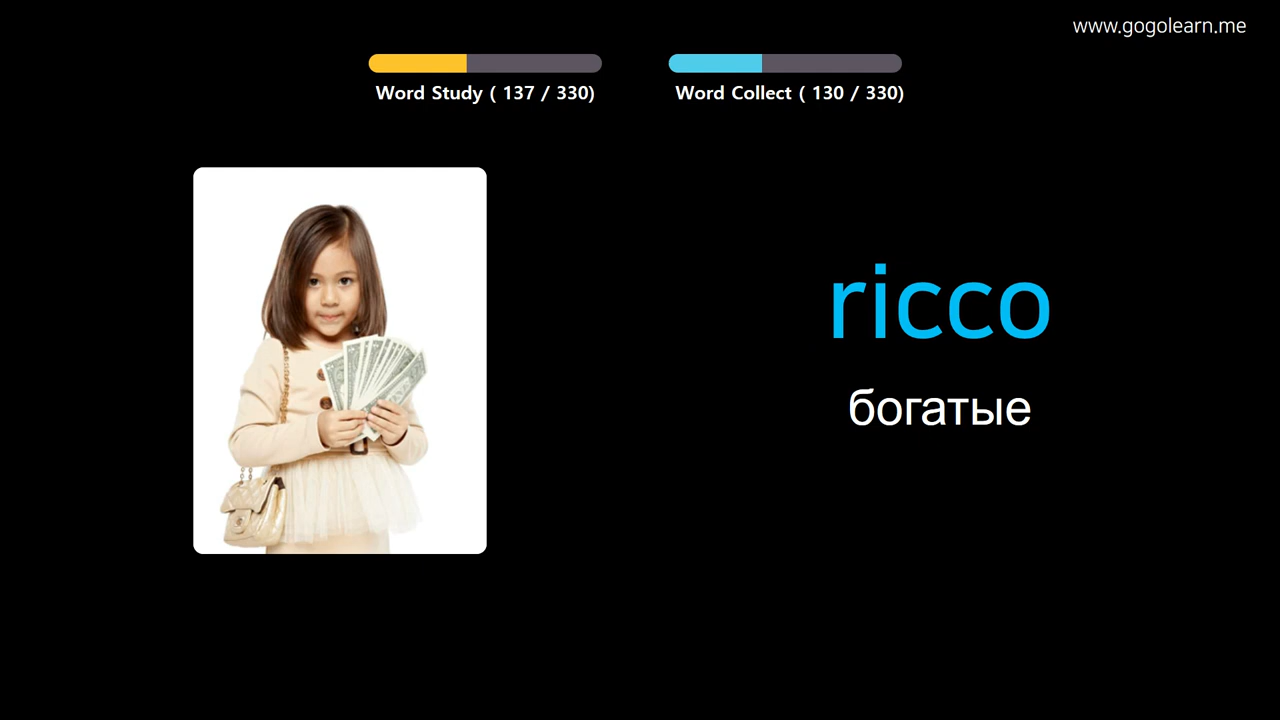 www.gogolearn.me
Word Study ( 137 / 330)
Word Collect ( 130 / 330)
ricco
богатые